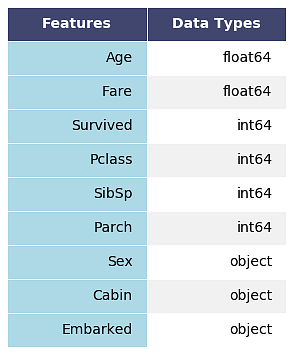 Features Data Types
Age float64
Fare float64
Survived int64
Pclass int64
SibSp int64
Parch int64
Sex object
Cabin object
Embarked object